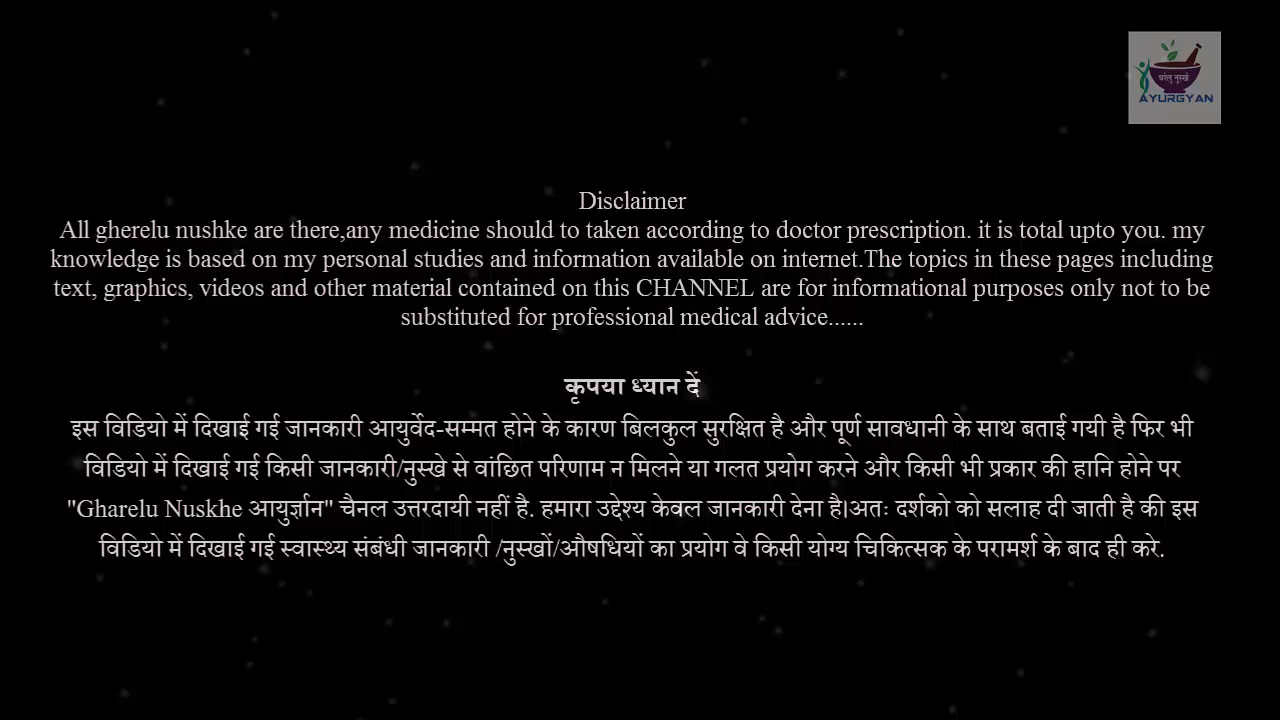 घरेलु नुस्खे
AYURGYAN
Disclaimer
All gherelu nushke are there,any medicine should to taken according to doctor prescription. it is total upto you. my
knowledge is based on my personal studies and information available on internet.The topics in these pages including
text, graphics, videos and other material contained on this CHANNEL are for informational purposes only not to be
substituted for professional medical advice......
कृपया ध्यान दें
इस विडियो में दिखाई गई जानकारी आयुर्वेद-सम्मत होने के कारण बिलकुल सुरक्षित है और पूर्ण सावधानी के साथ बताई गयी है फिर भी
विडियो में दिखाई गई किसी जानकारी/नुस्खे से वांछित परिणाम न मिलने या गलत प्रयोग करने और किसी भी प्रकार की हानि होने पर
"Gharelu Nuskhe आयुर्ज्ञान" चैनल उत्तरदायी नहीं है. हमारा उद्देश्य केवल जानकारी देना है।अतः दर्शको को सलाह दी जाती है की इस
विडियो में दिखाई गई स्वास्थ्य संबंधी जानकारी /नुस्खों/औषधियों का प्रयोग वे किसी योग्य चिकित्सक के परामर्श के बाद ही करे.